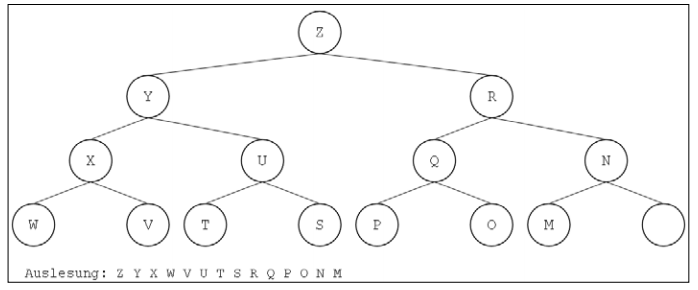 Z
Y R
X U Q N
W V T S P O M
Auslesung: Z Y X W V U T S R Q P O N M